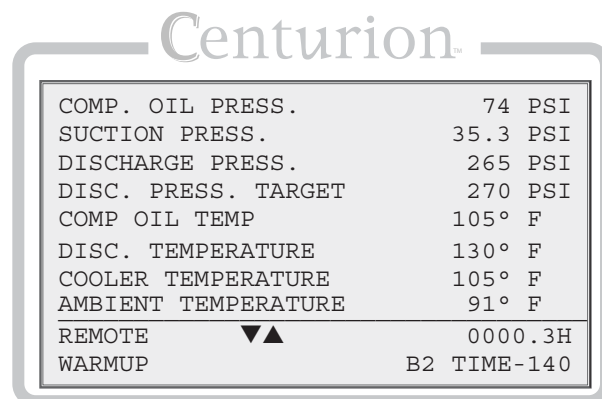 Centurion™
COMP. OIL PRESS. 74 PSI
SUCTION PRESS. 35.3 PSI
DISCHARGE PRESS. 265 PSI
DISC. PRESS. TARGET 270 PSI
COMP OIL TEMP 105° F
DISC. TEMPERATURE 130° F
COOLER TEMPERATURE 105° F
AMBIENT TEMPERATURE 91° F
REMOTE ▼▲ 0000.3H
WARMUP B2 TIME-140